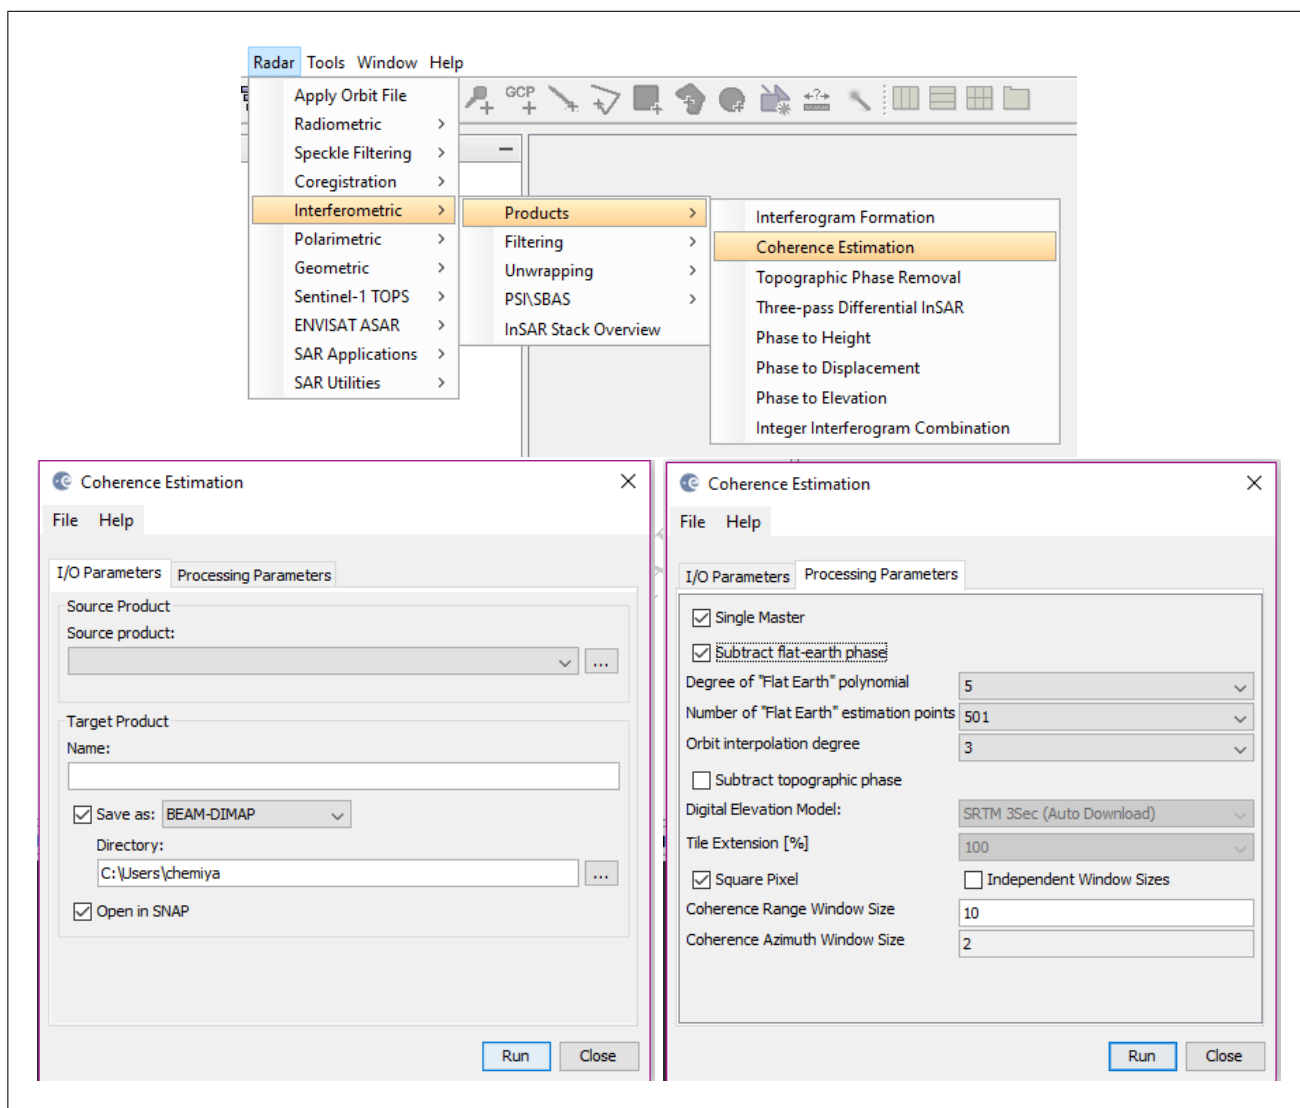 Radar Tools Window Help
Apply Orbit File
GCP
Radiometric
Speckle Filtering
Coregistration
Interferometric
Polarimetric
Geometric
Sentinel-1 TOPS
ENVISAT ASAR
SAR Applications
SAR Utilities
Products
Filtering
Unwrapping
PSI\SBAS
InSAR Stack Overview
Interferogram Formation
Coherence Estimation
Topographic Phase Removal
Three-pass Differential InSAR
Phase to Height
Phase to Displacement
Phase to Elevation
Integer Interferogram Combination
Coherence Estimation
File Help
I/O Parameters Processing Parameters
Source Product
Source product:
...
Target Product
Name:
Save as: BEAM-DIMAP
Directory:
C:\Users\chemiya
...
Open in SNAP
Run Close
Coherence Estimation
File Help
I/O Parameters Processing Parameters
Single Master
Subtract flat-earth phase
Degree of "Flat Earth" polynomial 5
Number of "Flat Earth" estimation points 501
Orbit interpolation degree 3
Subtract topographic phase
Digital Elevation Model: SRTM 3Sec (Auto Download)
Tile Extension [%] 100
Square Pixel Independent Window Sizes
Coherence Range Window Size 10
Coherence Azimuth Window Size 2
Run Close